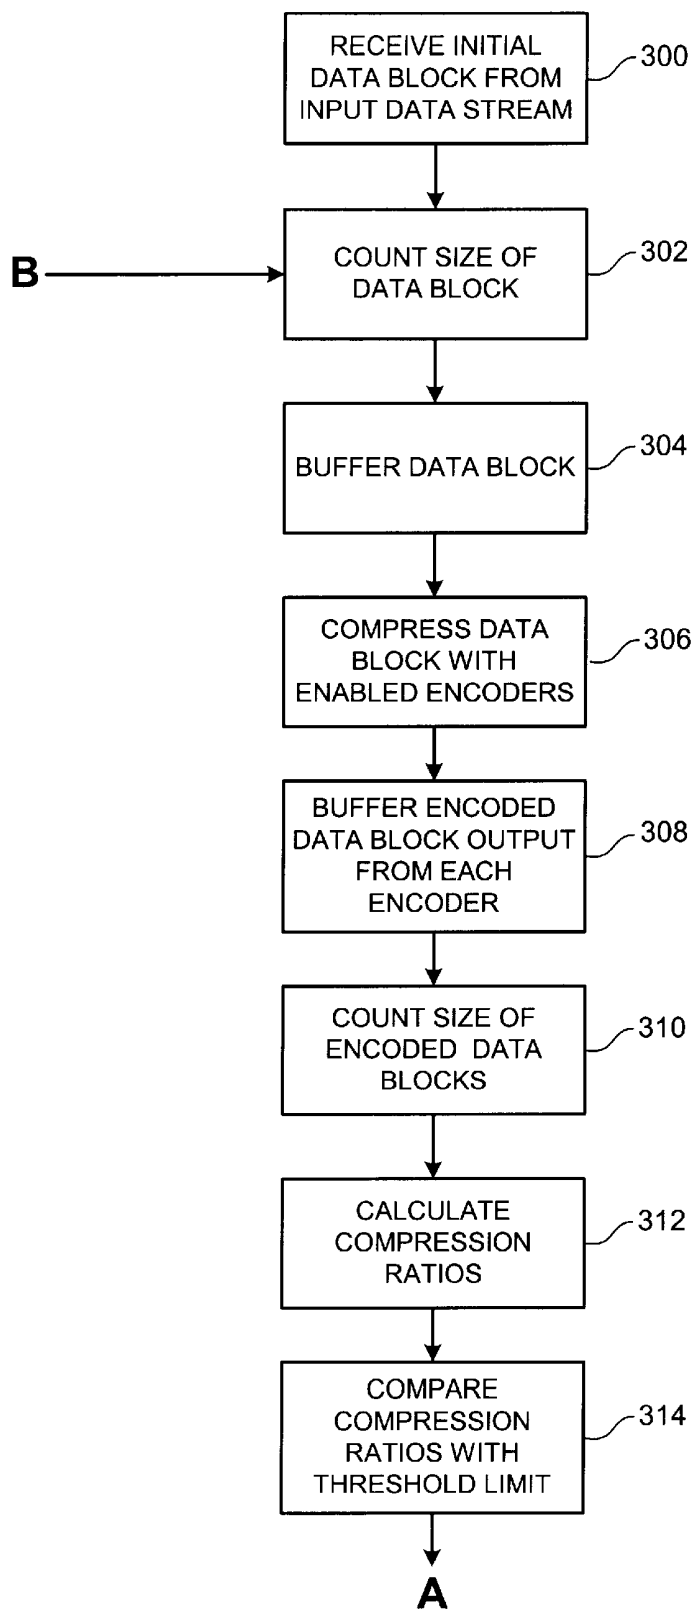 RECEIVE INITIAL
DATA BLOCK FROM
INPUT DATA STREAM
300
B
COUNT SIZE OF
DATA BLOCK
302
BUFFER DATA BLOCK
304
COMPRESS DATA
BLOCK WITH
ENABLED ENCODERS
306
BUFFER ENCODED
DATA BLOCK OUTPUT
FROM EACH
ENCODER
308
COUNT SIZE OF
ENCODED DATA
BLOCKS
310
CALCULATE
COMPRESSION
RATIOS
312
COMPARE
COMPRESSION
RATIOS WITH
THRESHOLD LIMIT
314
A